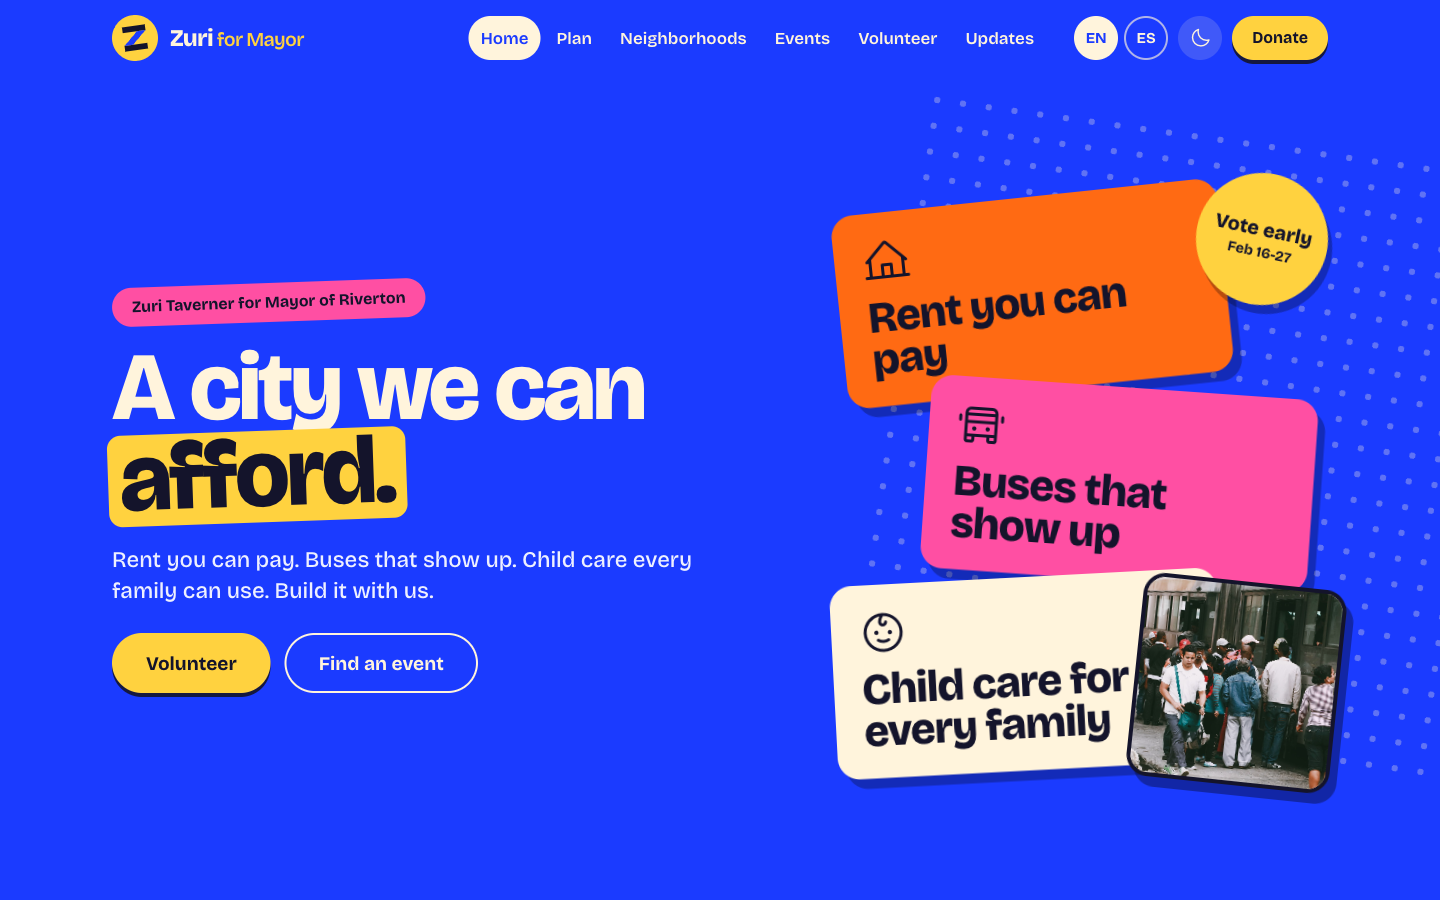 Z
Zuri for Mayor
Home
Plan
Neighborhoods
Events
Volunteer
Updates
EN
ES
Donate
Zuri Taverner for Mayor of Riverton
A city we can
afford.
Rent you can pay. Buses that show up. Child care every
family can use. Build it with us.
Volunteer
Find an event
Vote early
Feb 16-27
Rent you can
pay
Buses that
show up
Child care for
every family